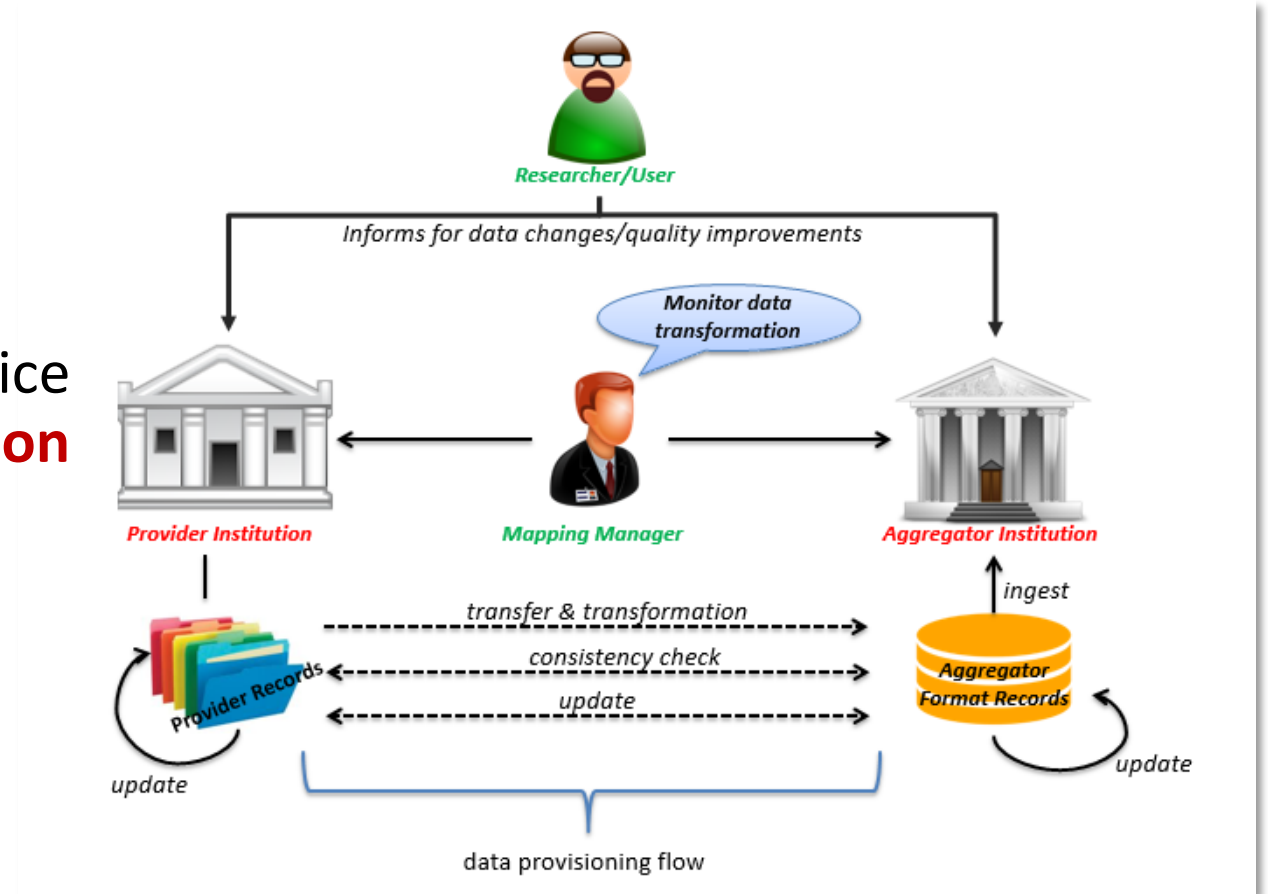 Researcher/User
Informs for data changes/quality improvements
Monitor data
transformation
ice
on
Provider Institution
Mapping Manager
Aggregator Institution
ingest
transfer & transformation
consistency check
update
Provider Records
Aggregator
Format Records
update
update
data provisioning flow